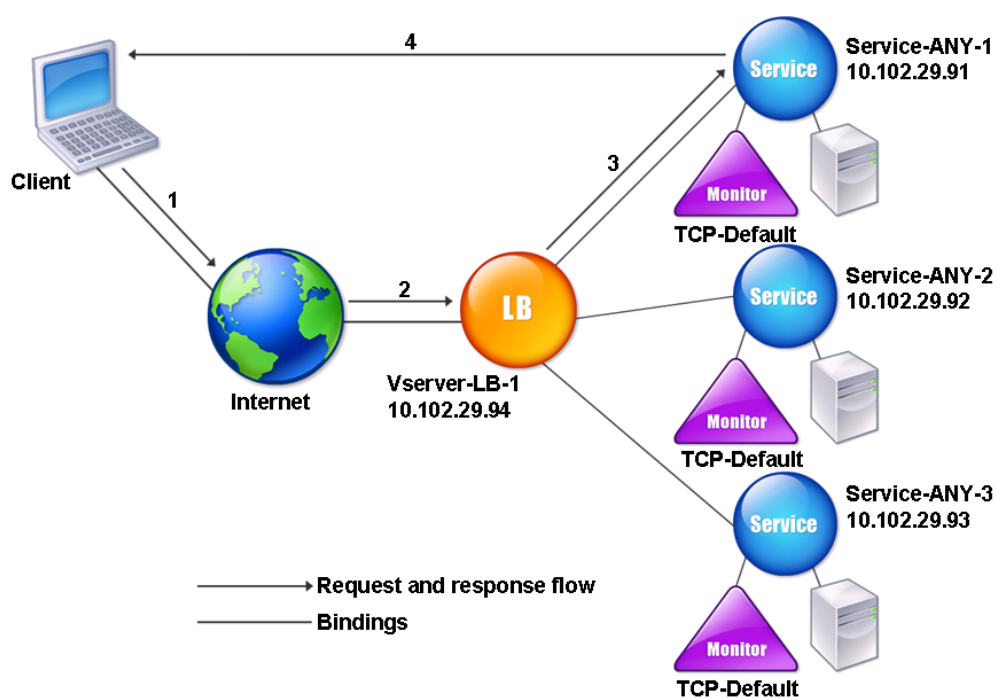 4
Service
Service-ANY-1
10.102.29.91
3
Client
1
Monitor
TCP-Default
2
LB
Service
Service-ANY-2
10.102.29.92
Internet
Vserver-LB-1
10.102.29.94
Monitor
TCP-Default
Service
Service-ANY-3
10.102.29.93
Request and response flow
Bindings
Monitor
TCP-Default